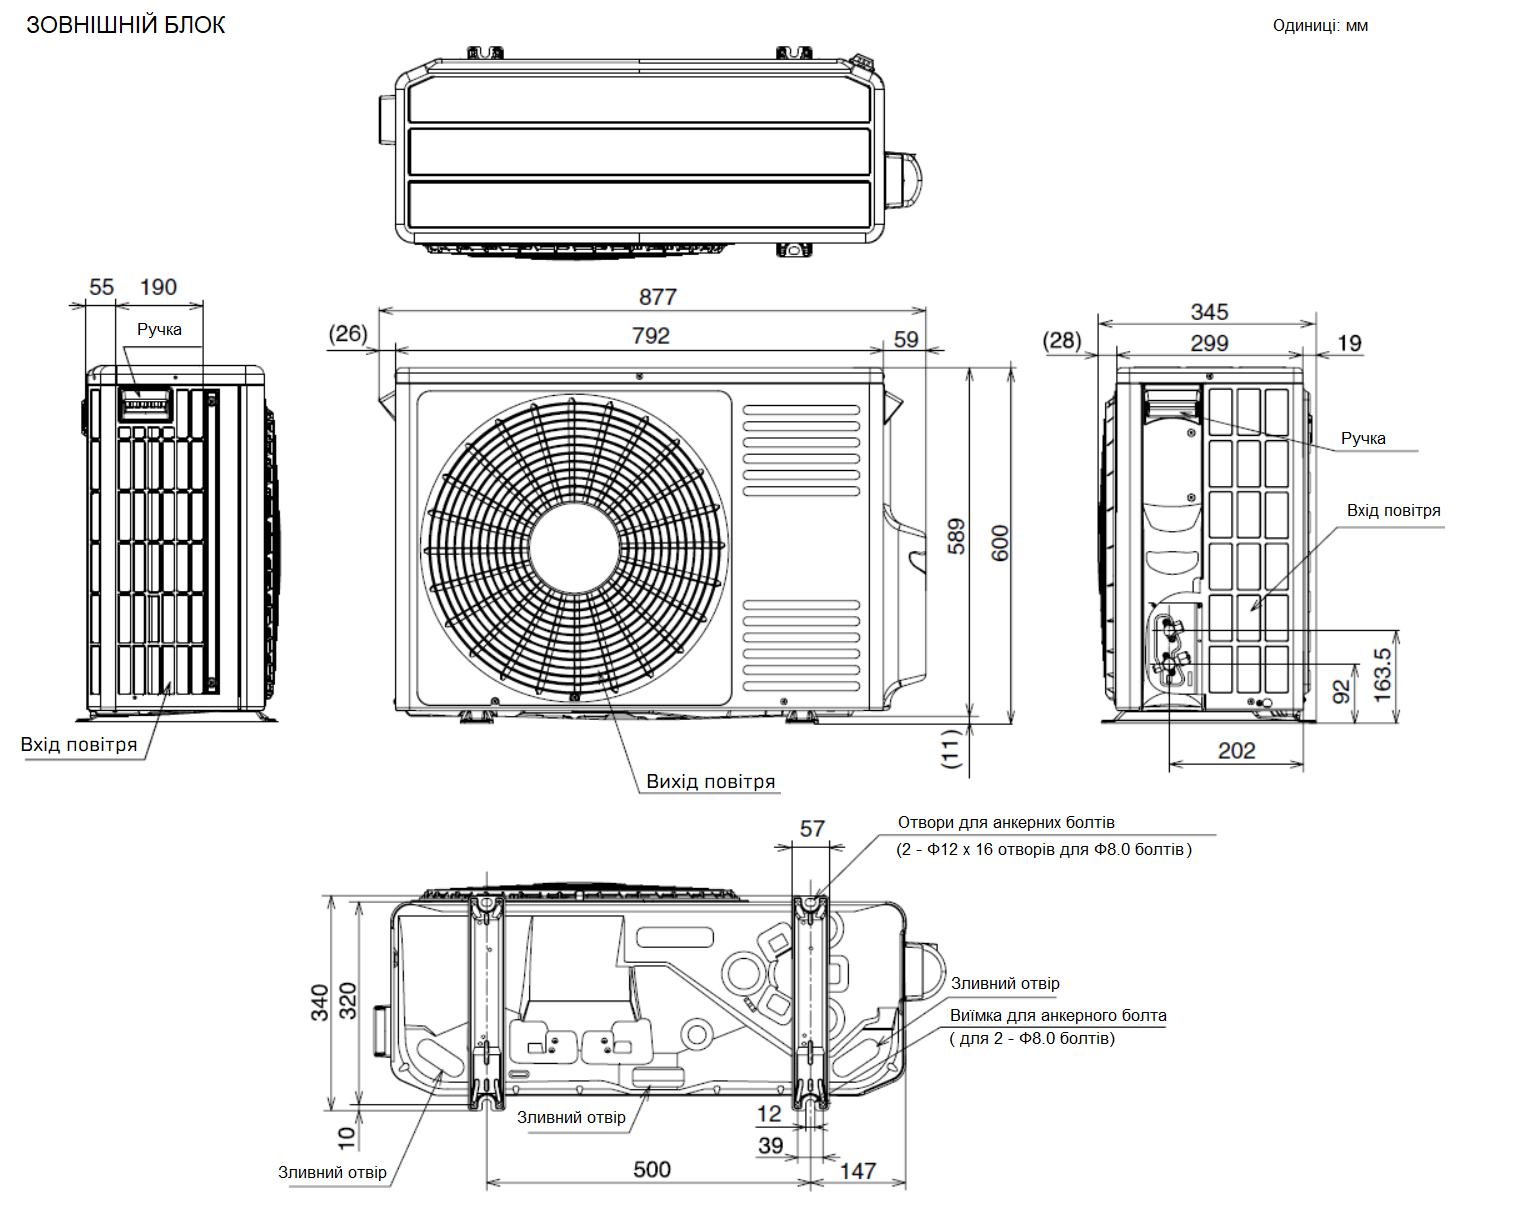 ЗОВНІШНІЙ БЛОК
Одиниці: мм
55
190
Ручка
877
(26)
792
59
345
(28)
299
19
Ручка
Вхід повітря
589
600
163.5
92
202
(11)
Вхід повітря
Вихід повітря
57
Отвори для анкерних болтів
(2 - Ф12 х 16 отворів для Ф8.0 болтів)
340
320
Зливний отвір
Виїмка для анкерного болта
( для 2 - Ф8.0 болтів)
10
Зливний отвір
12
39
Зливний отвір
500
147